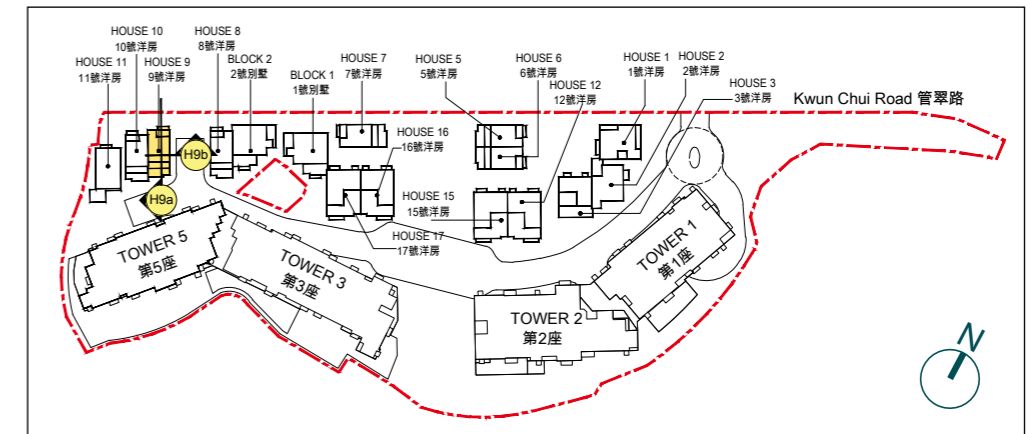 HOUSE 10
10號洋房
HOUSE 8
8號洋房
HOUSE 11
11號洋房
HOUSE 9
9號洋房
BLOCK 2
2號別墅
BLOCK 1
1號別墅
HOUSE 7
7號洋房
HOUSE 5
5號洋房
HOUSE 6
6號洋房
HOUSE 12
12號洋房
HOUSE 1
1號洋房
HOUSE 2
2號洋房
HOUSE 3
3號洋房
Kwun Chui Road 管翠路
HOUSE 16
16號洋房
H9b
H9a
HOUSE 15
15號洋房
HOUSE 17
17號洋房
TOWER 5
第5座
TOWER 3
第3座
TOWER 2
第2座
TOWER 1
第1座
N